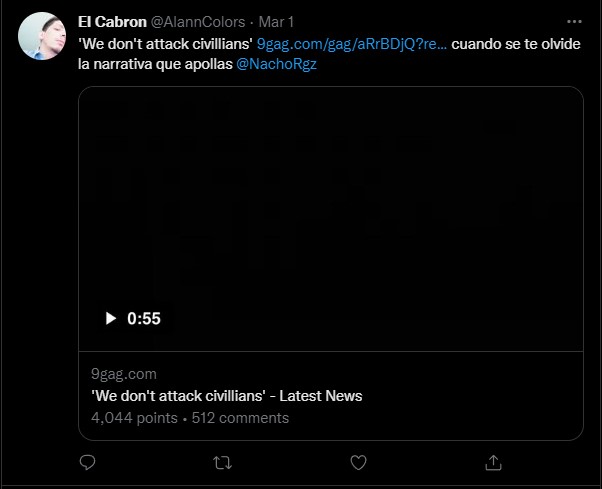 El Cabron @AlannColors · Mar 1
'We don't attack civillians' 9gag.com/gag/aRrBDjQ?re... cuando se te olvide
la narrativa que apollas @NachoRgz
0:55
9gag.com
'We don't attack civillians' - Latest News
4,044 points • 512 comments